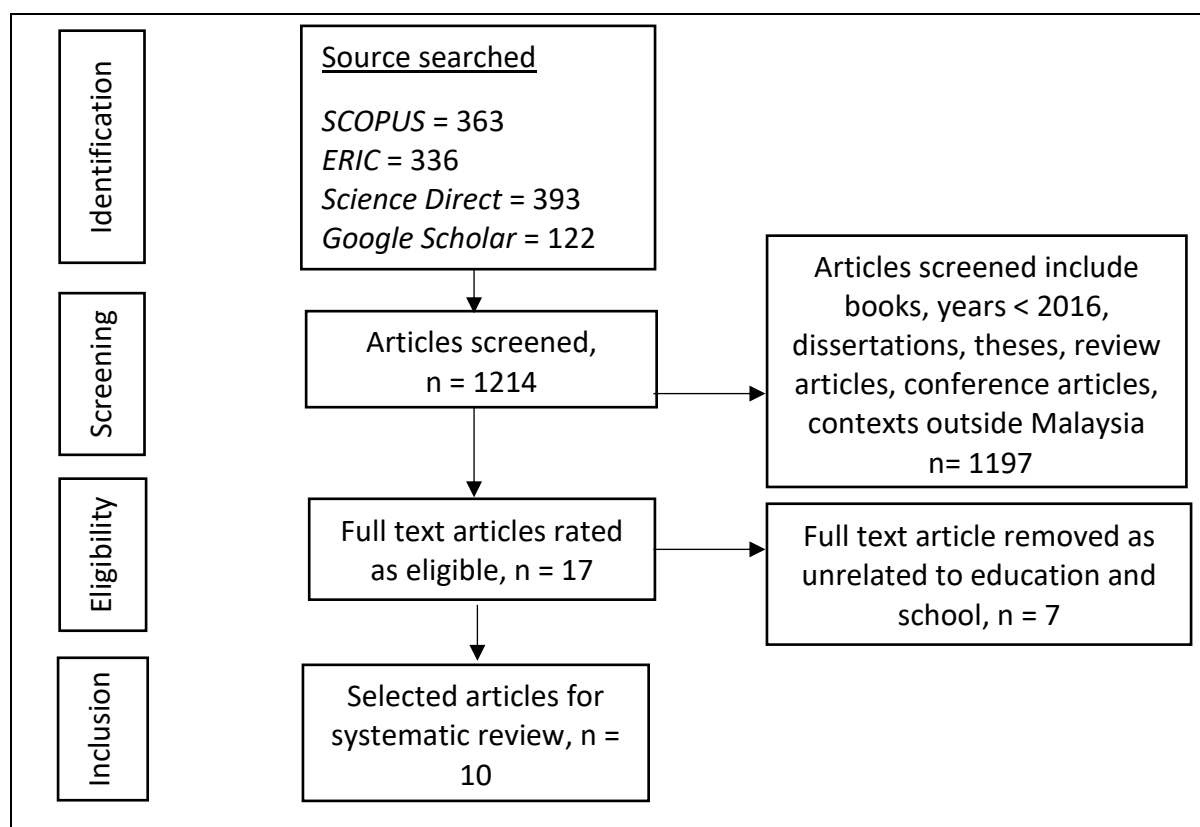 Identification
Source searched
SCOPUS = 363
ERIC = 336
Science Direct = 393
Google Scholar = 122
Screening
Articles screened,
n = 1214
Articles screened include
books, years < 2016,
dissertations, theses, review
articles, conference articles,
contexts outside Malaysia
n= 1197
Eligibility
Full text articles rated
as eligible, n = 17
Full text article removed as
unrelated to education and
school, n = 7
Inclusion
Selected articles for
systematic review, n =
10